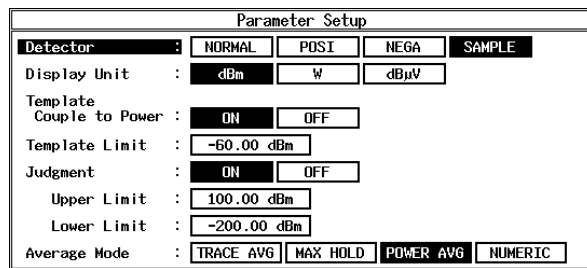 Parameter Setup
Detector : NORMAL POSI NEGA SAMPLE
Display Unit : dBm W dBµV
Template
Couple to Power : ON OFF
Template Limit : -60.00 dBm
Judgment : ON OFF
Upper Limit : 100.00 dBm
Lower Limit : -200.00 dBm
Average Mode : TRACE AVG MAX HOLD POWER AVG NUMERIC